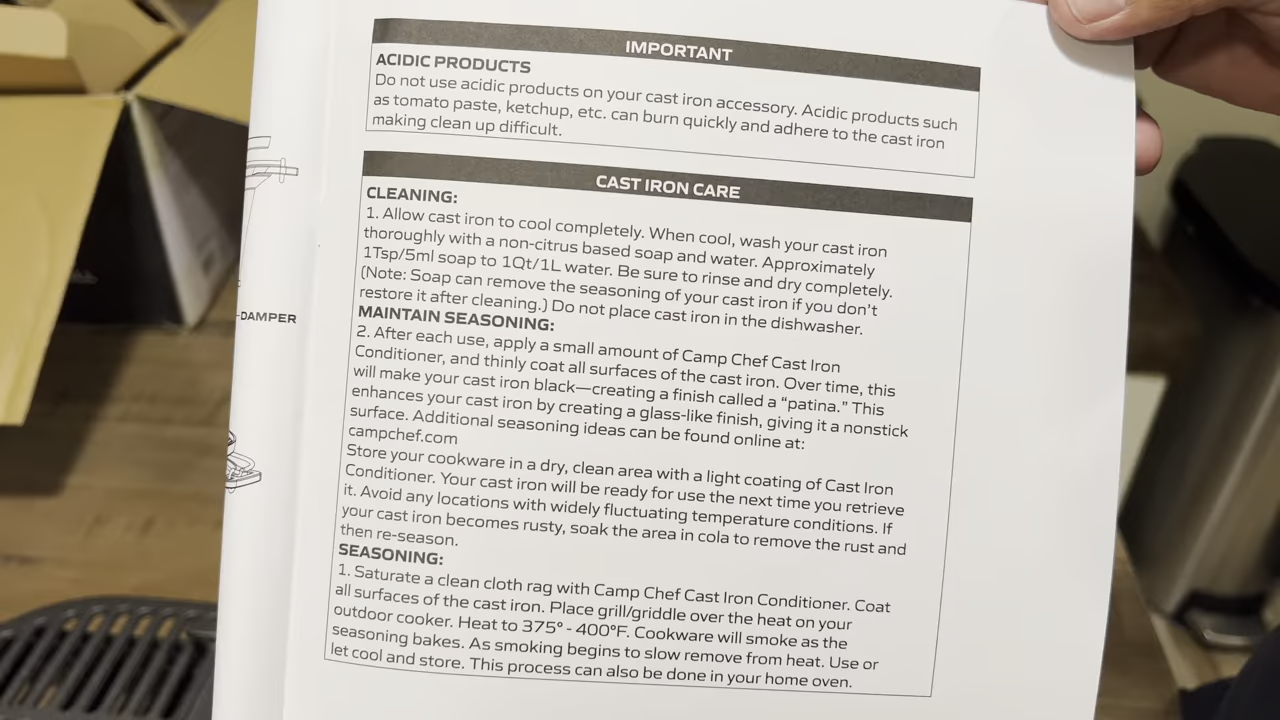 IMPORTANT
ACIDIC PRODUCTS
Do not use acidic products on your cast iron accessory. Acidic products such
as tomato paste, ketchup, etc. can burn quickly and adhere to the cast iron
making clean up difficult.
CAST IRON CARE
CLEANING:
1. Allow cast iron to cool completely. When cool, wash your cast iron
thoroughly with a non-citrus based soap and water. Approximately
1Tsp/5ml soap to 1Qt/1L water. Be sure to rinse and dry completely.
(Note: Soap can remove the seasoning of your cast iron if you don't
restore it after cleaning.) Do not place cast iron in the dishwasher.
MAINTAIN SEASONING:
2. After each use, apply a small amount of Camp Chef Cast Iron
Conditioner, and thinly coat all surfaces of the cast iron. Over time, this
will make your cast iron black—creating a finish called a “patina.” This
enhances your cast iron by creating a glass-like finish, giving it a nonstick
surface. Additional seasoning ideas can be found online at:
campchef.com
Store your cookware in a dry, clean area with a light coating of Cast Iron
Conditioner. Your cast iron will be ready for use the next time you retrieve
it. Avoid any locations with widely fluctuating temperature conditions. If
your cast iron becomes rusty, soak the area in cola to remove the rust and
then re-season.
SEASONING:
1. Saturate a clean cloth rag with Camp Chef Cast Iron Conditioner. Coat
all surfaces of the cast iron. Place grill/griddle over the heat on your
outdoor cooker. Heat to 375° - 400°F. Cookware will smoke as the
seasoning bakes. As smoking begins to slow remove from heat. Use or
let cool and store. This process can also be done in your home oven.
-DAMPER